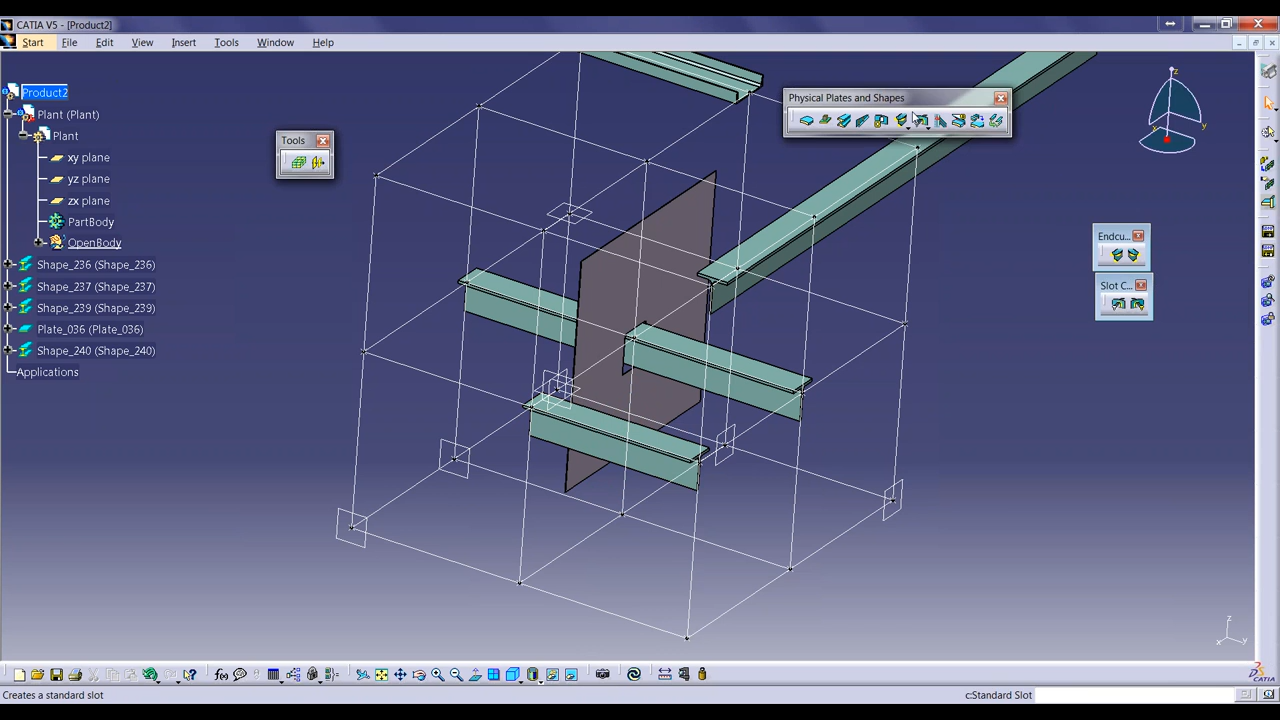 CATIA V5 - [Product2]
Start File Edit View Insert Tools Window Help
Product2
Plant (Plant)
Plant
xy plane
yz plane
zx plane
PartBody
OpenBody
Shape_236 (Shape_236)
Shape_237 (Shape_237)
Shape_239 (Shape_239)
Plate_036 (Plate_036)
Shape_240 (Shape_240)
Applications
Tools
Physical Plates and Shapes
z
x
y
Endcu...
Slot C...
z
x y
f(x)
CATIA
Creates a standard slot
c:Standard Slot